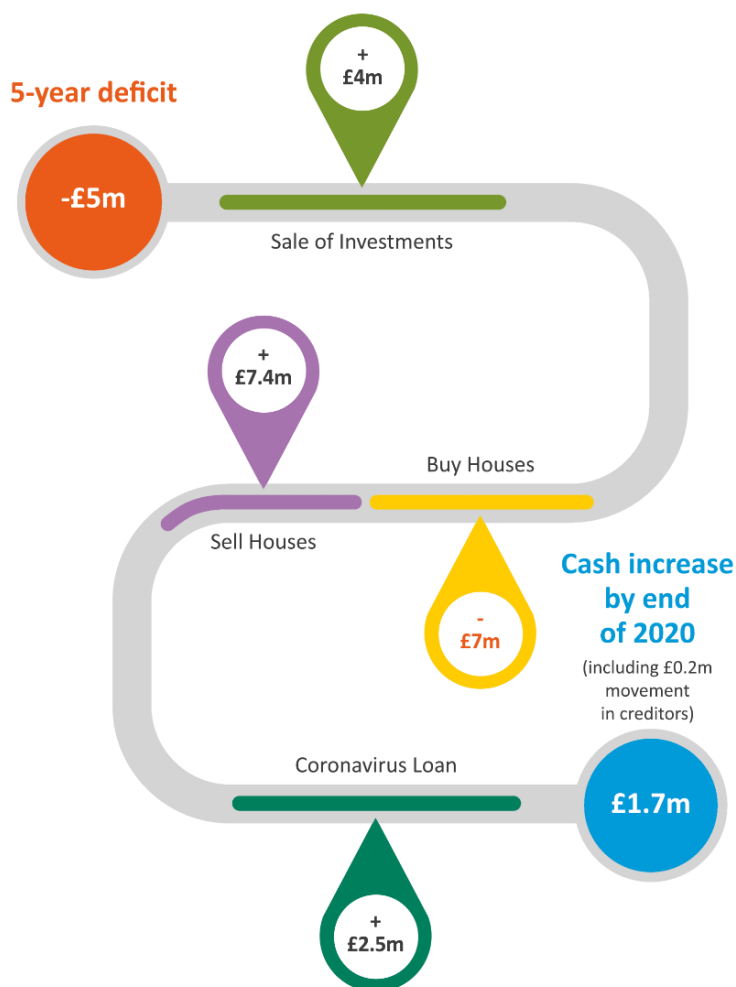 +
£4m
5-year deficit
-£5m
Sale of Investments
+
£7.4m
Buy Houses
Sell Houses
-
£7m
Cash increase
by end
of 2020
(including £0.2m
movement
in creditors)
Coronavirus Loan
£1.7m
+
£2.5m